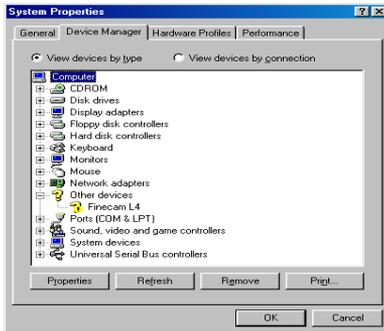 System Properties
General Device Manager Hardware Profiles Performance
View devices by type View devices by connection
Computer
CDROM
Disk drives
Display adapters
Floppy disk controllers
Hard disk controllers
Keyboard
Monitors
Mouse
Network adapters
Other devices
Finecam L4
Ports (COM & LPT)
Sound, video and game controllers
System devices
Universal Serial Bus controllers
Properties Refresh Remove Print...
OK Cancel